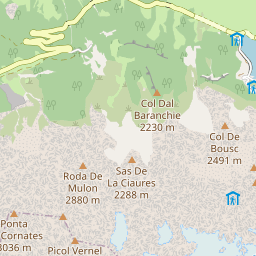 Col Dal
Baranchie
2230 m
Col De
Bousc
2491 m
Sas De
La Ciaures
2288 m
Roda De
Mulon
2880 m
Ponta
Cornates
3036 m
Picol Vernel